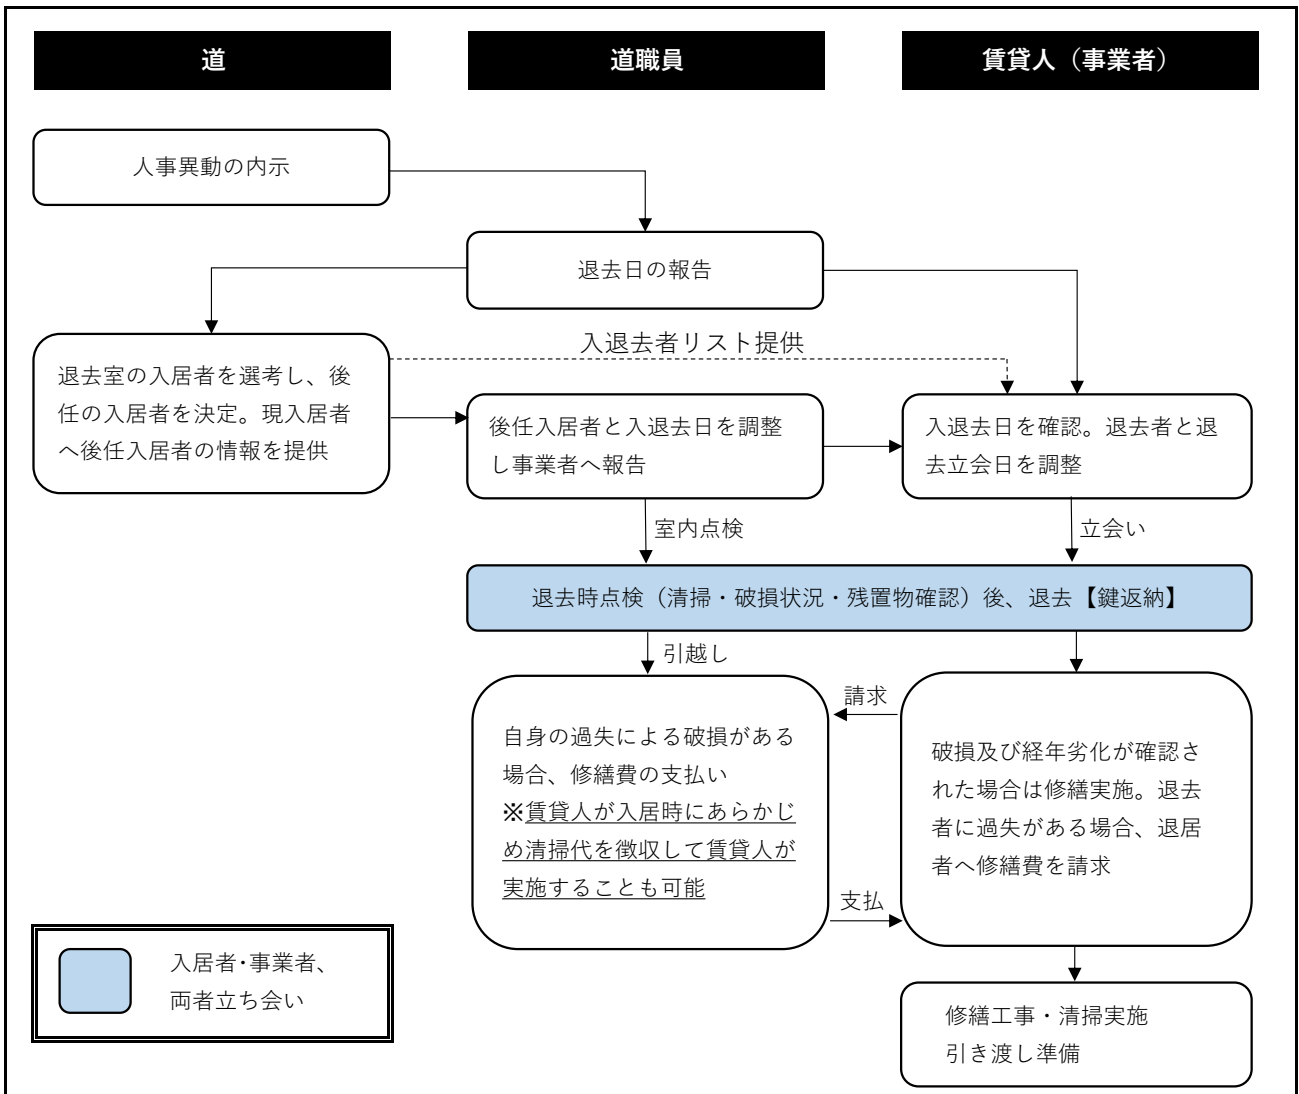 道
道職員
賃貸人（事業者）
人事異動の内示
退去日の報告
入退去者リスト提供
退去室の入居者を選考し、後
任の入居者を決定。現入居者
へ後任入居者の情報を提供
後任入居者と入退去日を調整
し事業者へ報告
入退去日を確認。退去者と退
去立会日を調整
室内点検
立会い
退去時点検（清掃・破損状況・残置物確認）後、退去【鍵返納】
引越し
請求
自身の過失による破損がある
場合、修繕費の支払い
※賃貸人が入居時にあらかじ
め清掃代を徴収して賃貸人が
実施することも可能
破損及び経年劣化が確認さ
れた場合は修繕実施。退去
者に過失がある場合、退居
者へ修繕費を請求
支払
入居者･事業者、
両者立ち会い
修繕工事・清掃実施
引き渡し準備